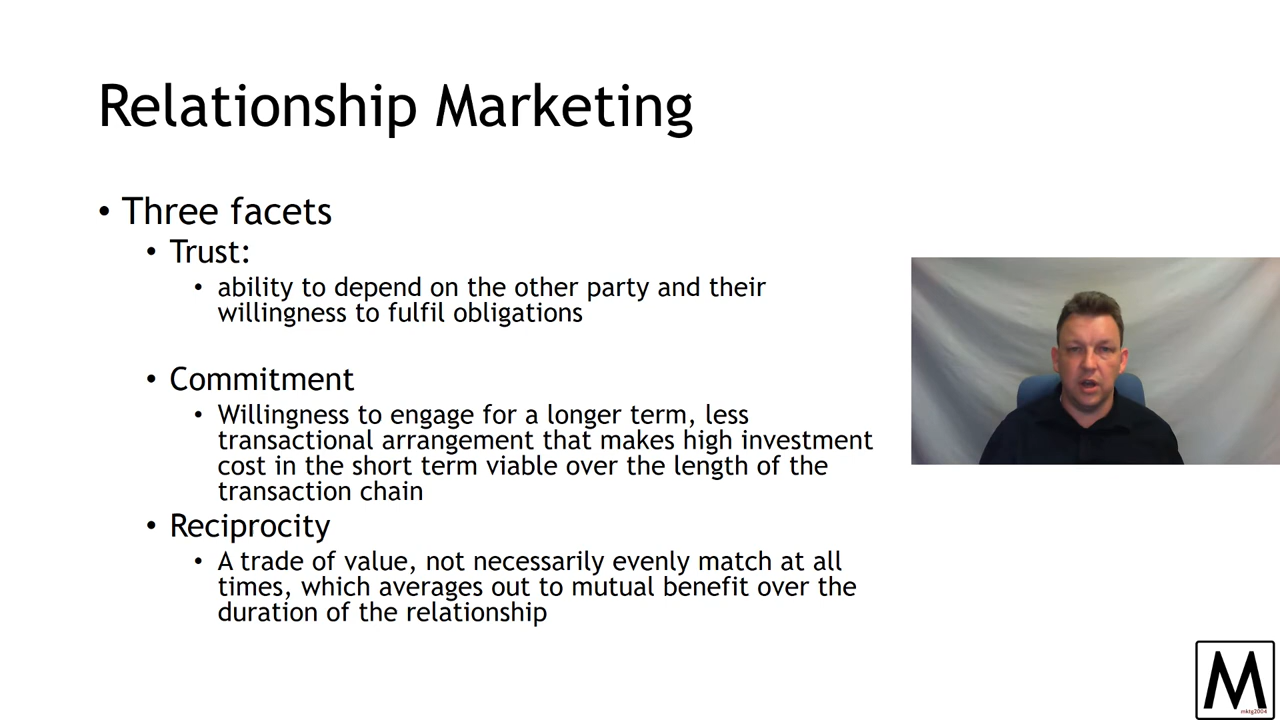 Relationship Marketing
• Three facets
• Trust:
• ability to depend on the other party and their
willingness to fulfil obligations
• Commitment
• Willingness to engage for a longer term, less
transactional arrangement that makes high investment
cost in the short term viable over the length of the
transaction chain
• Reciprocity
• A trade of value, not necessarily evenly match at all
times, which averages out to mutual benefit over the
duration of the relationship
M
mktg2004